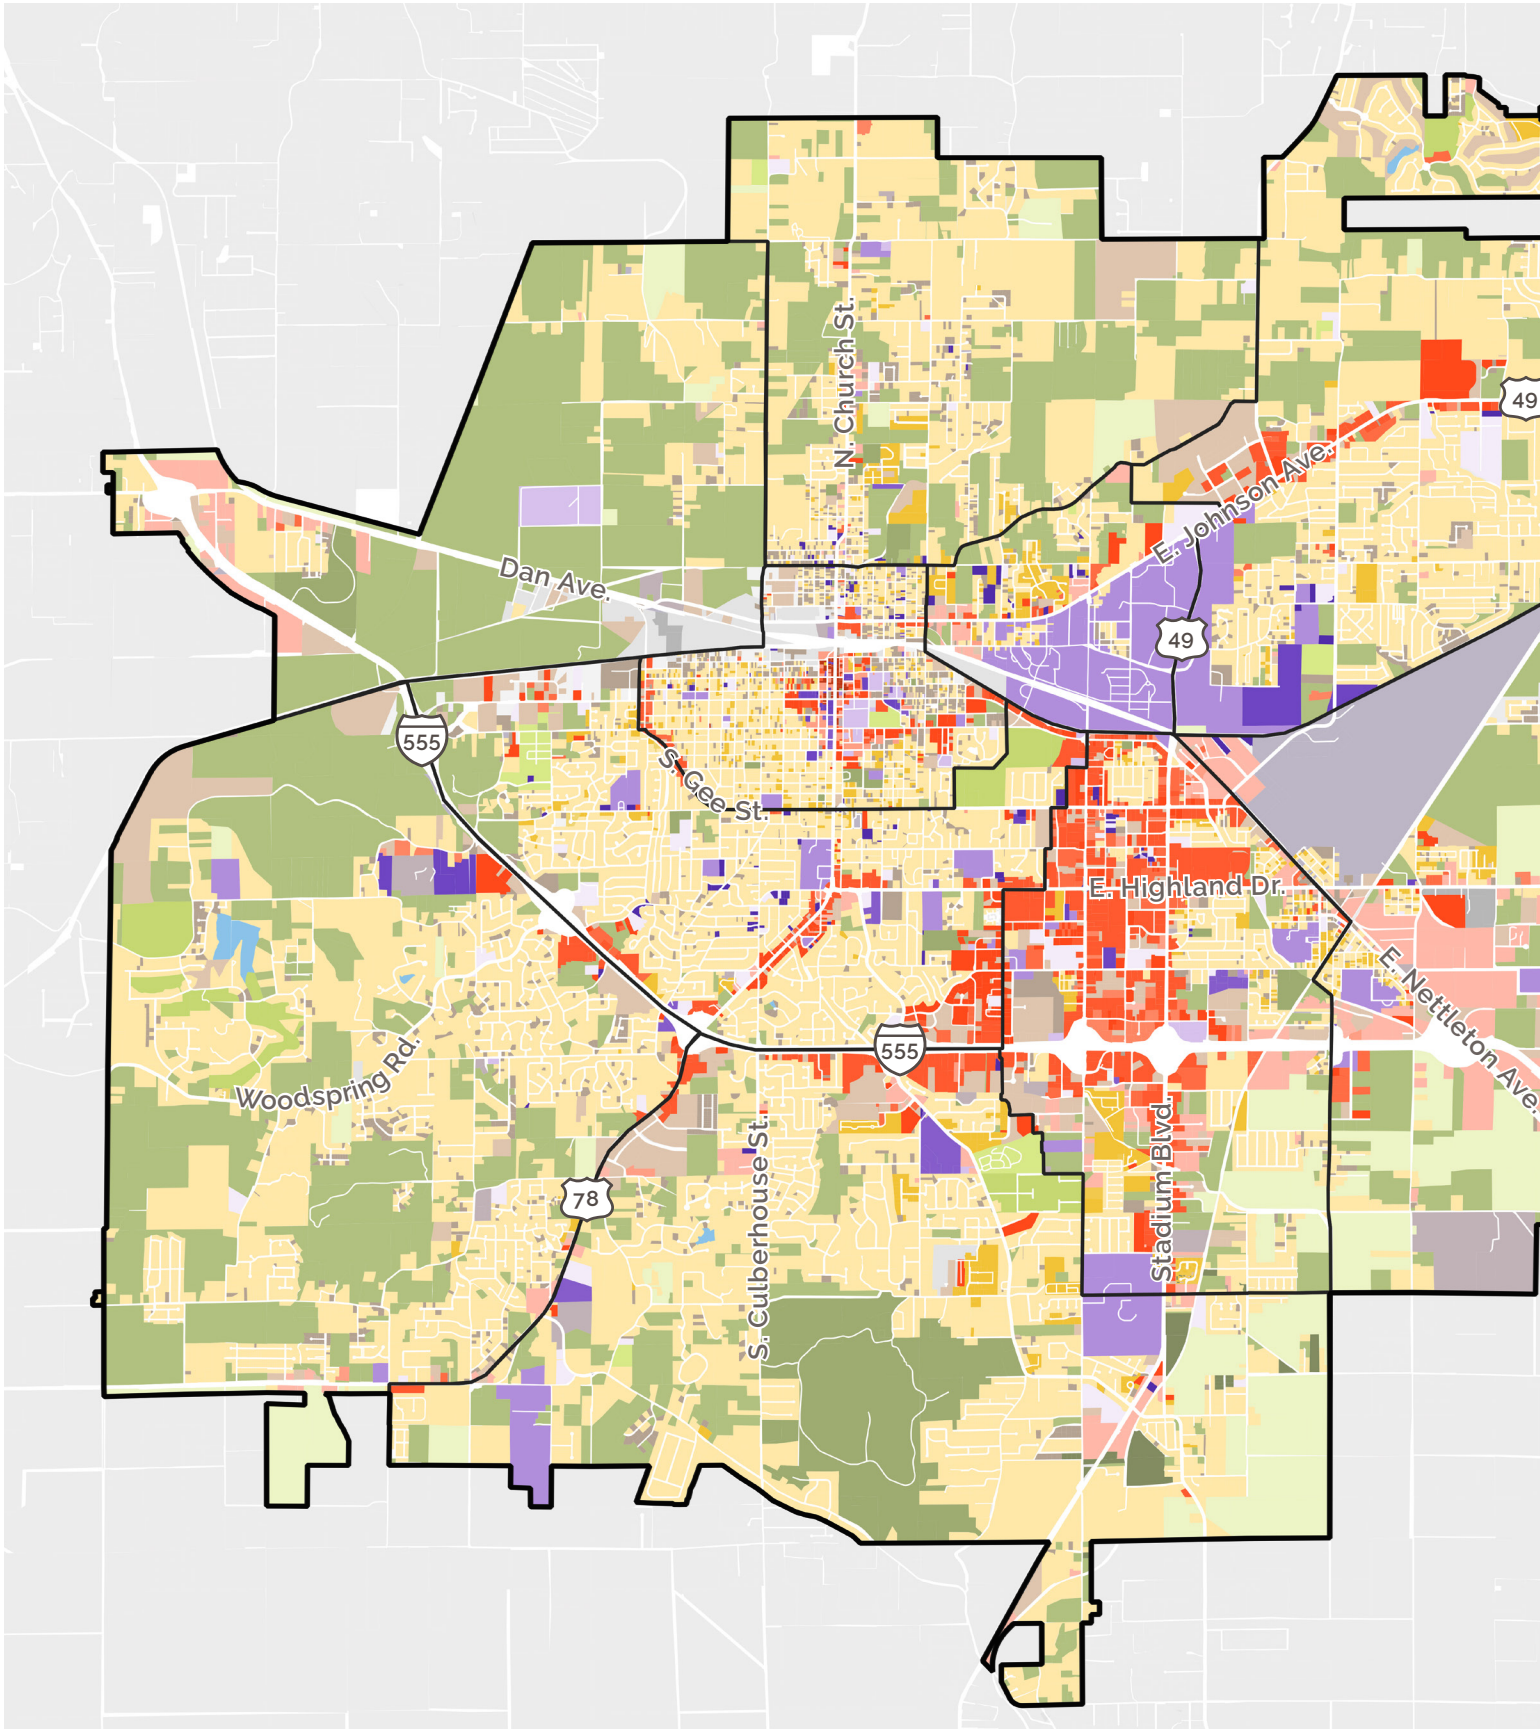 N. Church St.
49
E. Johnson Ave.
Dan Ave.
49
555
S. Gee St.
E. Highland Dr.
E. Nettleton Ave.
555
Woodspring Rd.
Stadium Blvd.
S. Culberhouse St.
78